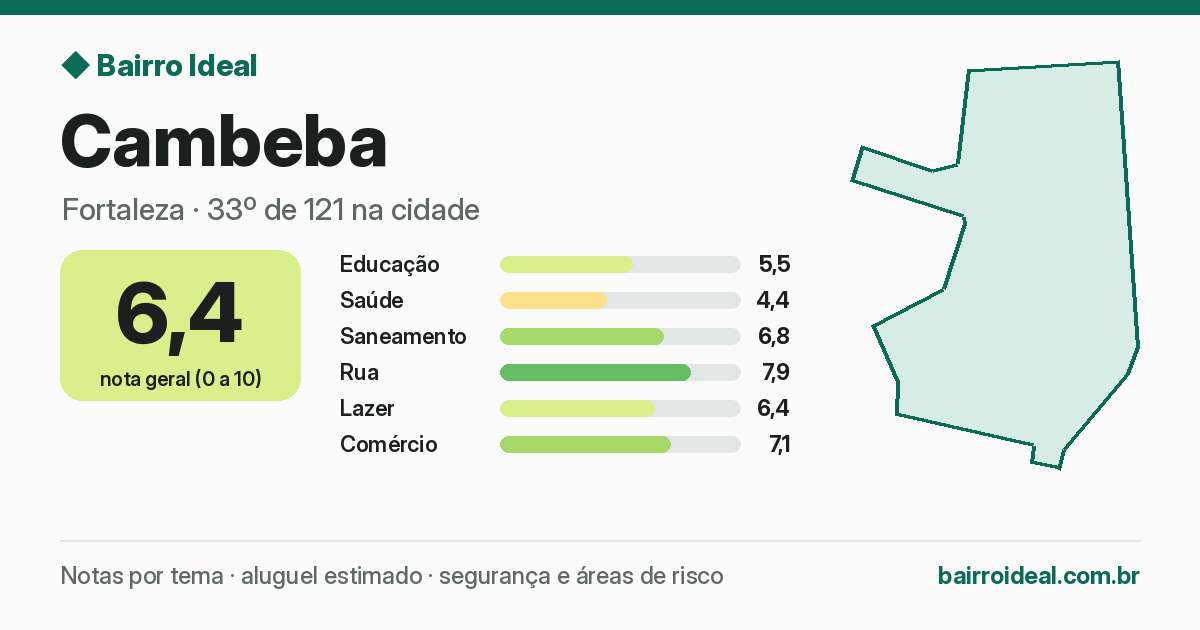 Bairro Ideal
Cambeba
Fortaleza · 33º de 121 na cidade
6,4
nota geral (0 a 10)
Educação 5,5
Saúde 4,4
Saneamento 6,8
Rua 7,9
Lazer 6,4
Comércio 7,1
Notas por tema · aluguel estimado · segurança e áreas de risco
bairroideal.com.br